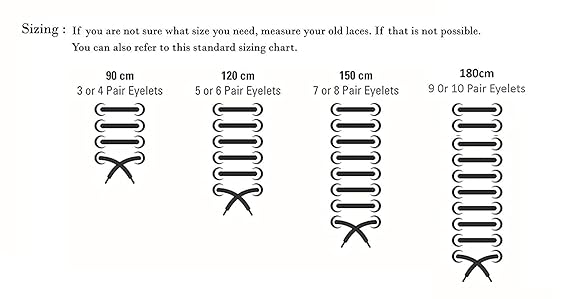 Sizing : If you are not sure what size you need, measure your old laces. If that is not possible.
You can also refer to this standard sizing chart.
90 cm
3 or 4 Pair Eyelets
120 cm
5 or 6 Pair Eyelets
150 cm
7 or 8 Pair Eyelets
180cm
9 Or 10 Pair Eyelets